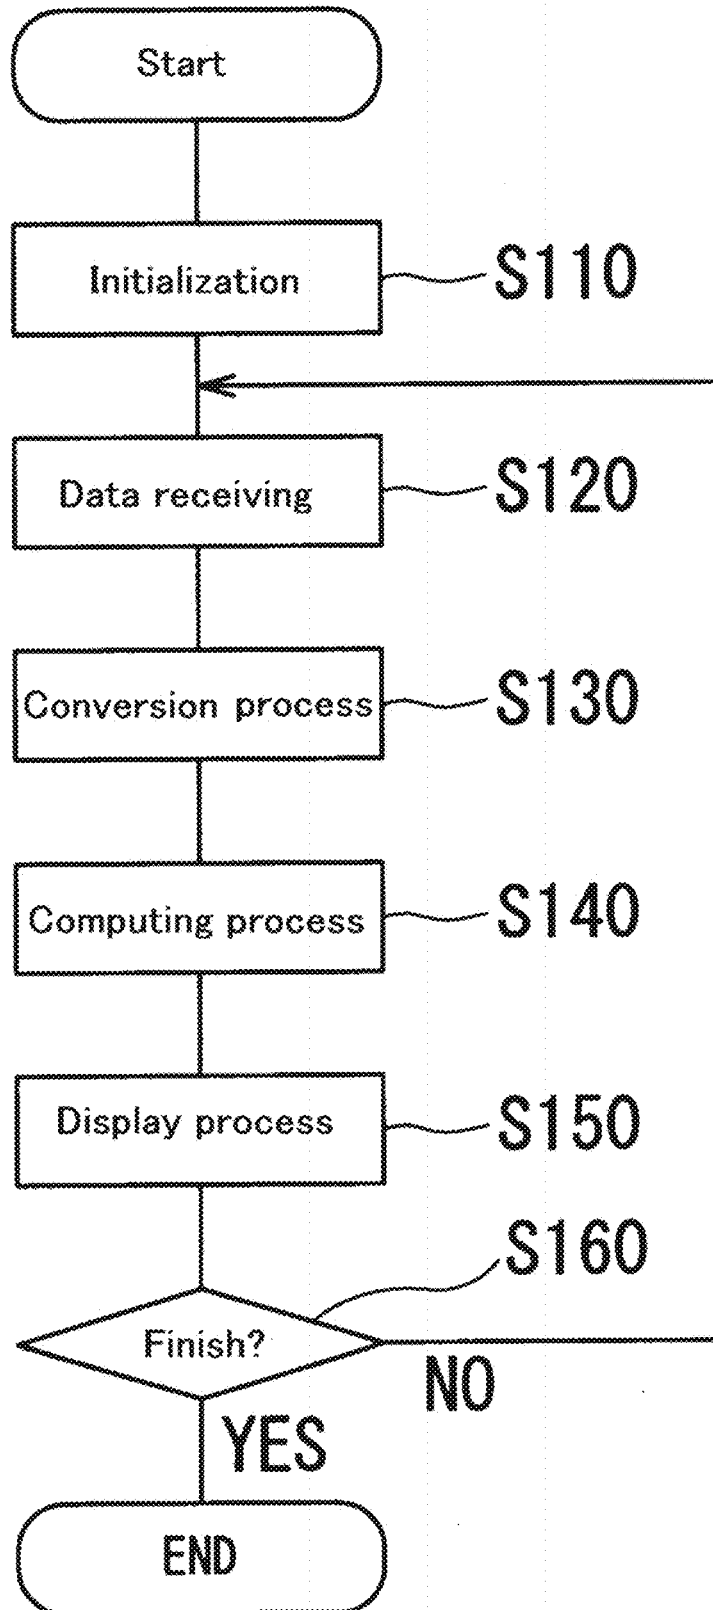 Start
Initialization
S110
Data receiving
S120
Conversion process
S130
Computing process
S140
Display process
S150
S160
Finish?
NO
YES
END